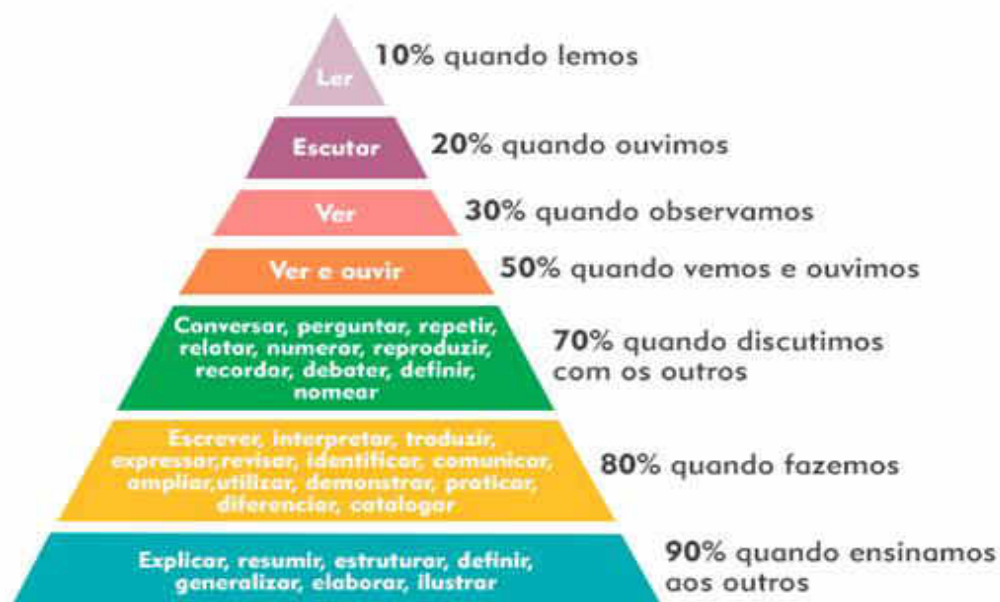 Ler
10% quando lemos
Escutar
20% quando ouvimos
Ver
30% quando observamos
Ver e ouvir
50% quando vemos e ouvimos
Conversar, perguntar, repetir,
relatar, numerar, reproduzir,
recordar, debater, definir,
nomear
70% quando discutimos
com os outros
Escrever, interpretar, traduzir,
expressar,revisar, identificar, comunicar,
ampliar,utilizar, demonstrar, praticar,
diferenciar, catalogar
80% quando fazemos
Explicar, resumir, estruturar, definir,
generalizar, elaborar, ilustrar
90% quando ensinamos
aos outros